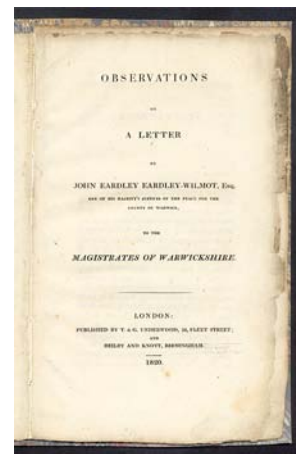 OBSERVATIONS
ON
A LETTER
BY
JOHN EARDLEY EARDLEY-WILMOT, Esq.
ONE OF HIS MAJESTY'S JUSTICES OF THE PEACE FOR THE
COUNTY OF WARWICK,
TO THE
MAGISTRATES OF WARWICKSHIRE.
LONDON:
PUBLISHED BY T. & G. UNDERWOOD, 32, FLEET STREET;
AND
BEILBY AND KNOTT, BIRMINGHAM.
1820.